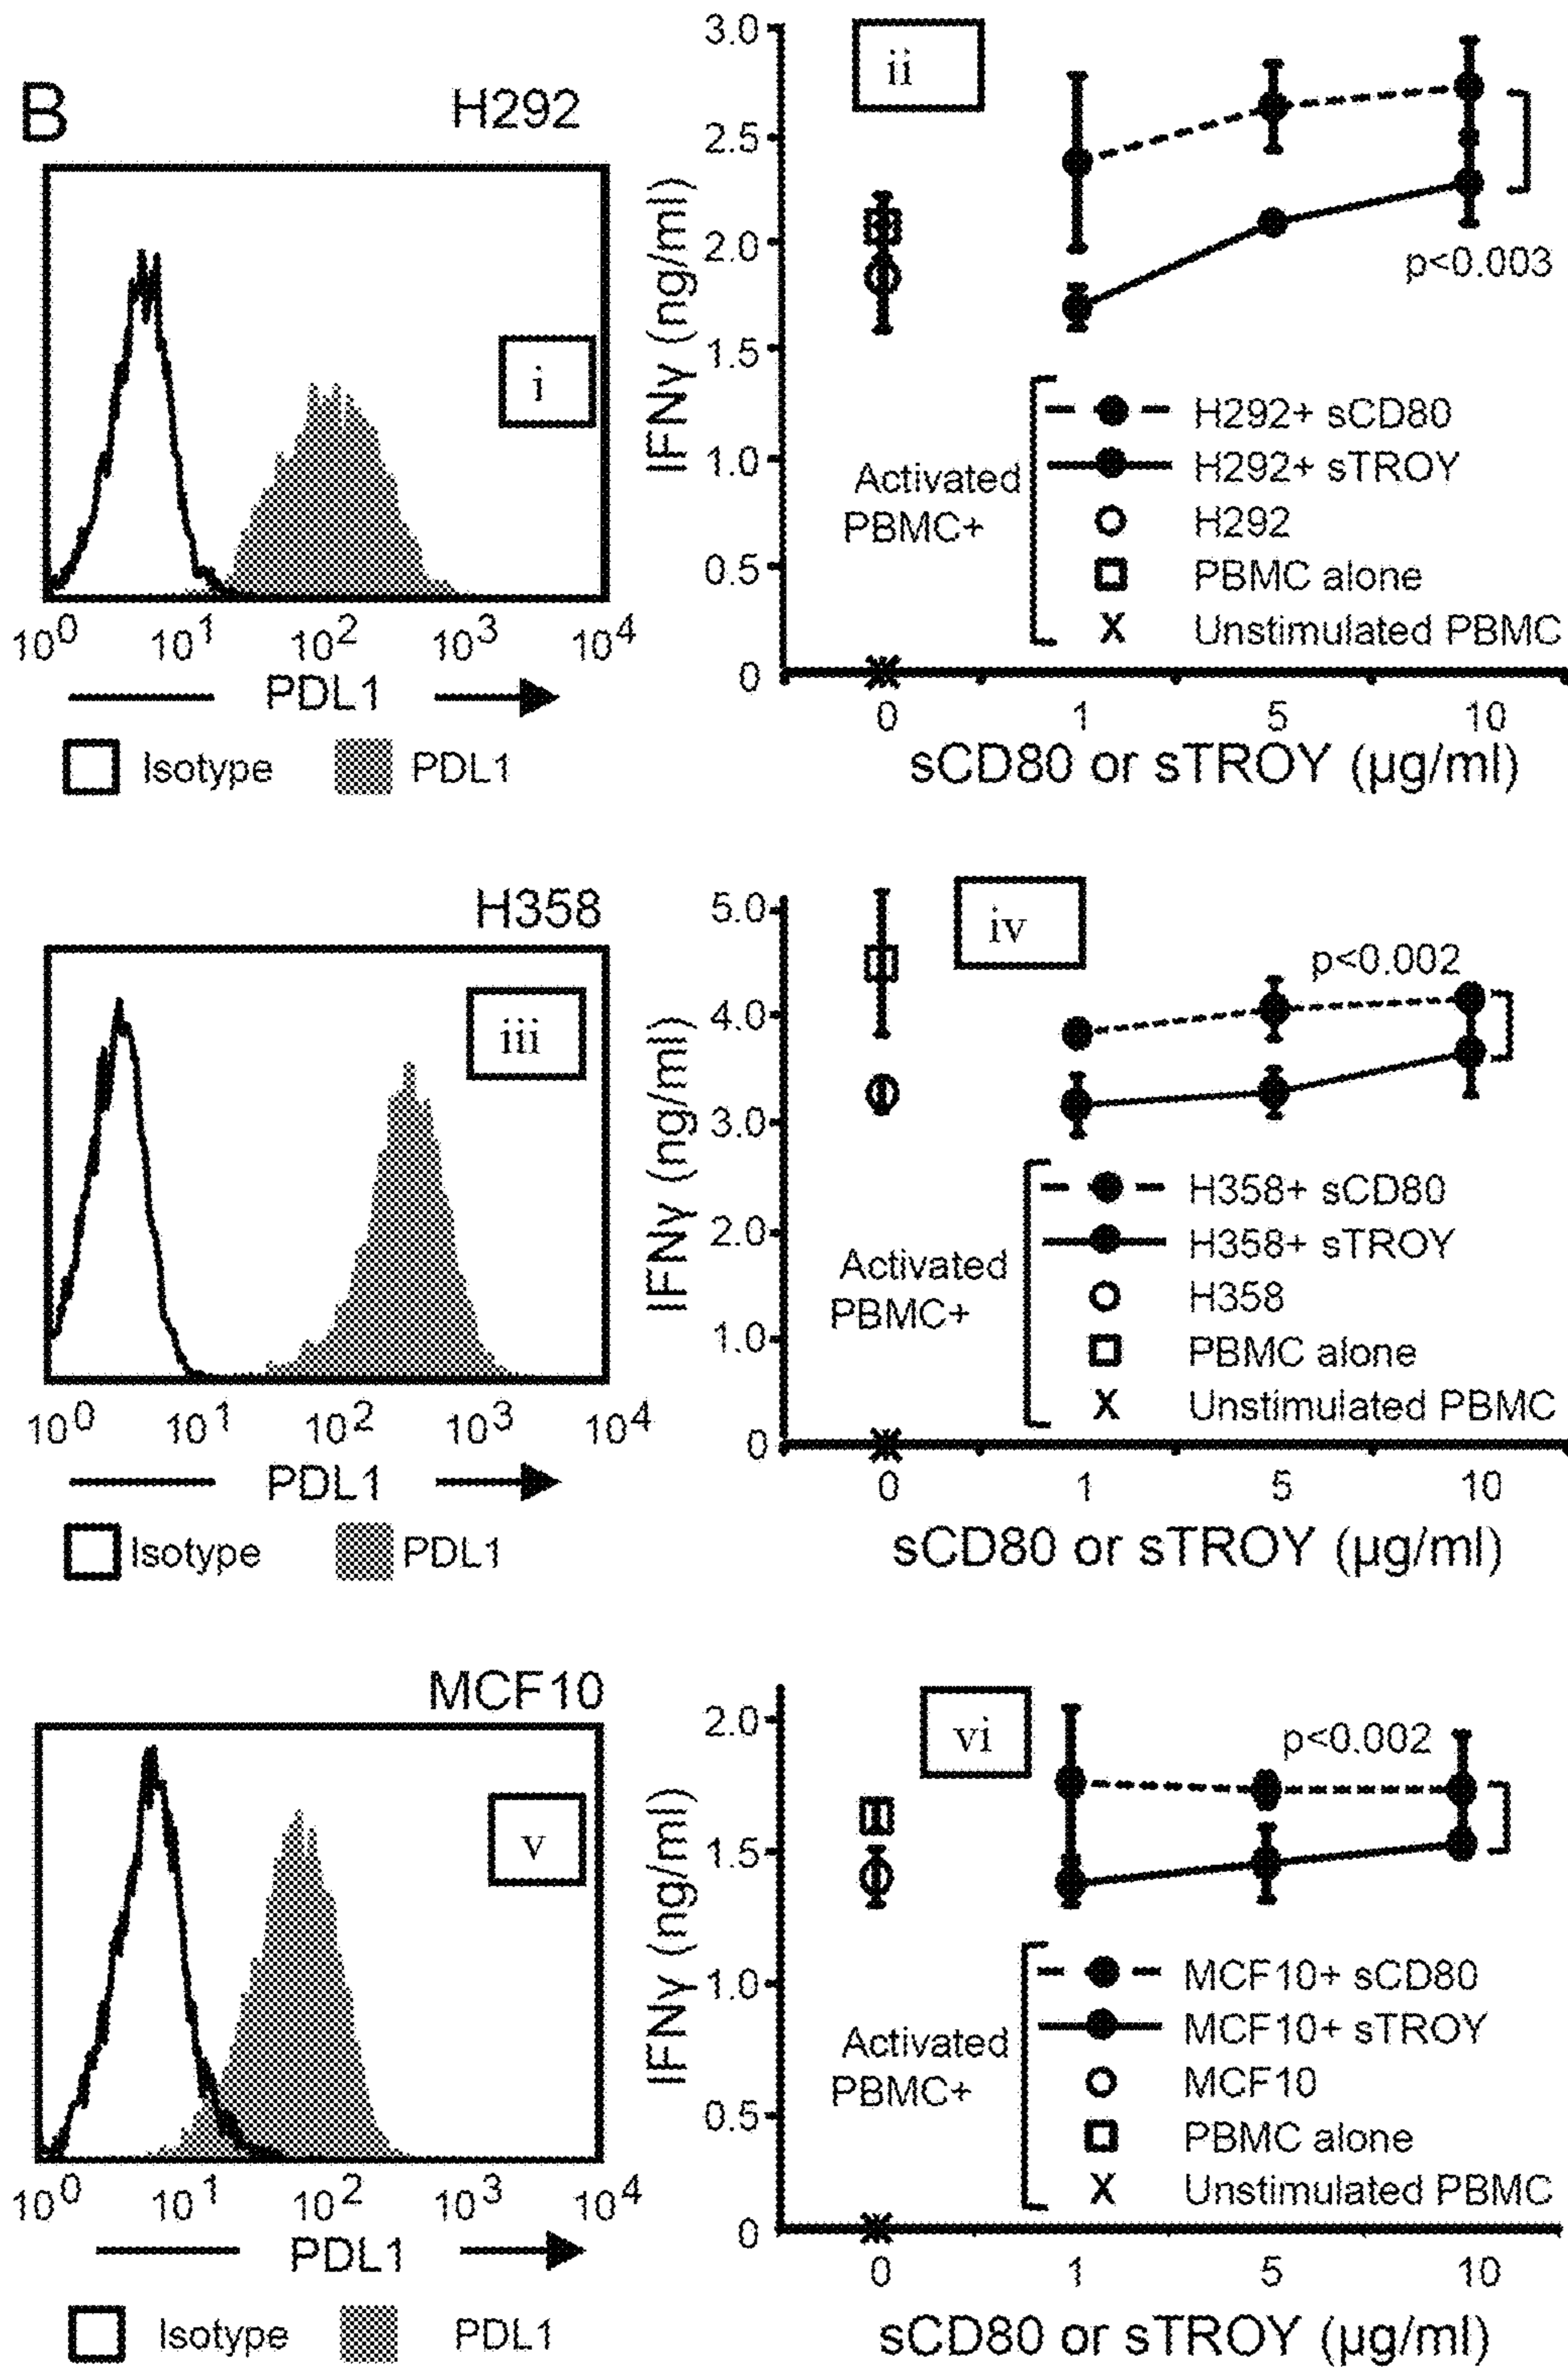 B
H292
i
10^0 10^1 10^2 10^3 10^4
PDL1
Isotype PDL1
ii
IFNγ (ng/ml)
3.0
2.5
2.0
1.5
1.0
0.5
0
p<0.003
Activated
PBMC+
H292+ sCD80
H292+ sTROY
H292
PBMC alone
Unstimulated PBMC
0 1 5 10
sCD80 or sTROY (µg/ml)
H358
iii
10^0 10^1 10^2 10^3 10^4
PDL1
Isotype PDL1
iv
IFNγ (ng/ml)
5.0
4.0
3.0
2.0
1.0
0
p<0.002
Activated
PBMC+
H358+ sCD80
H358+ sTROY
H358
PBMC alone
Unstimulated PBMC
0 1 5 10
sCD80 or sTROY (µg/ml)
MCF10
v
10^0 10^1 10^2 10^3 10^4
PDL1
Isotype PDL1
vi
IFNγ (ng/ml)
2.0
1.5
1.0
0.5
0
p<0.002
Activated
PBMC+
MCF10+ sCD80
MCF10+ sTROY
MCF10
PBMC alone
Unstimulated PBMC
0 1 5 10
sCD80 or sTROY (µg/ml)